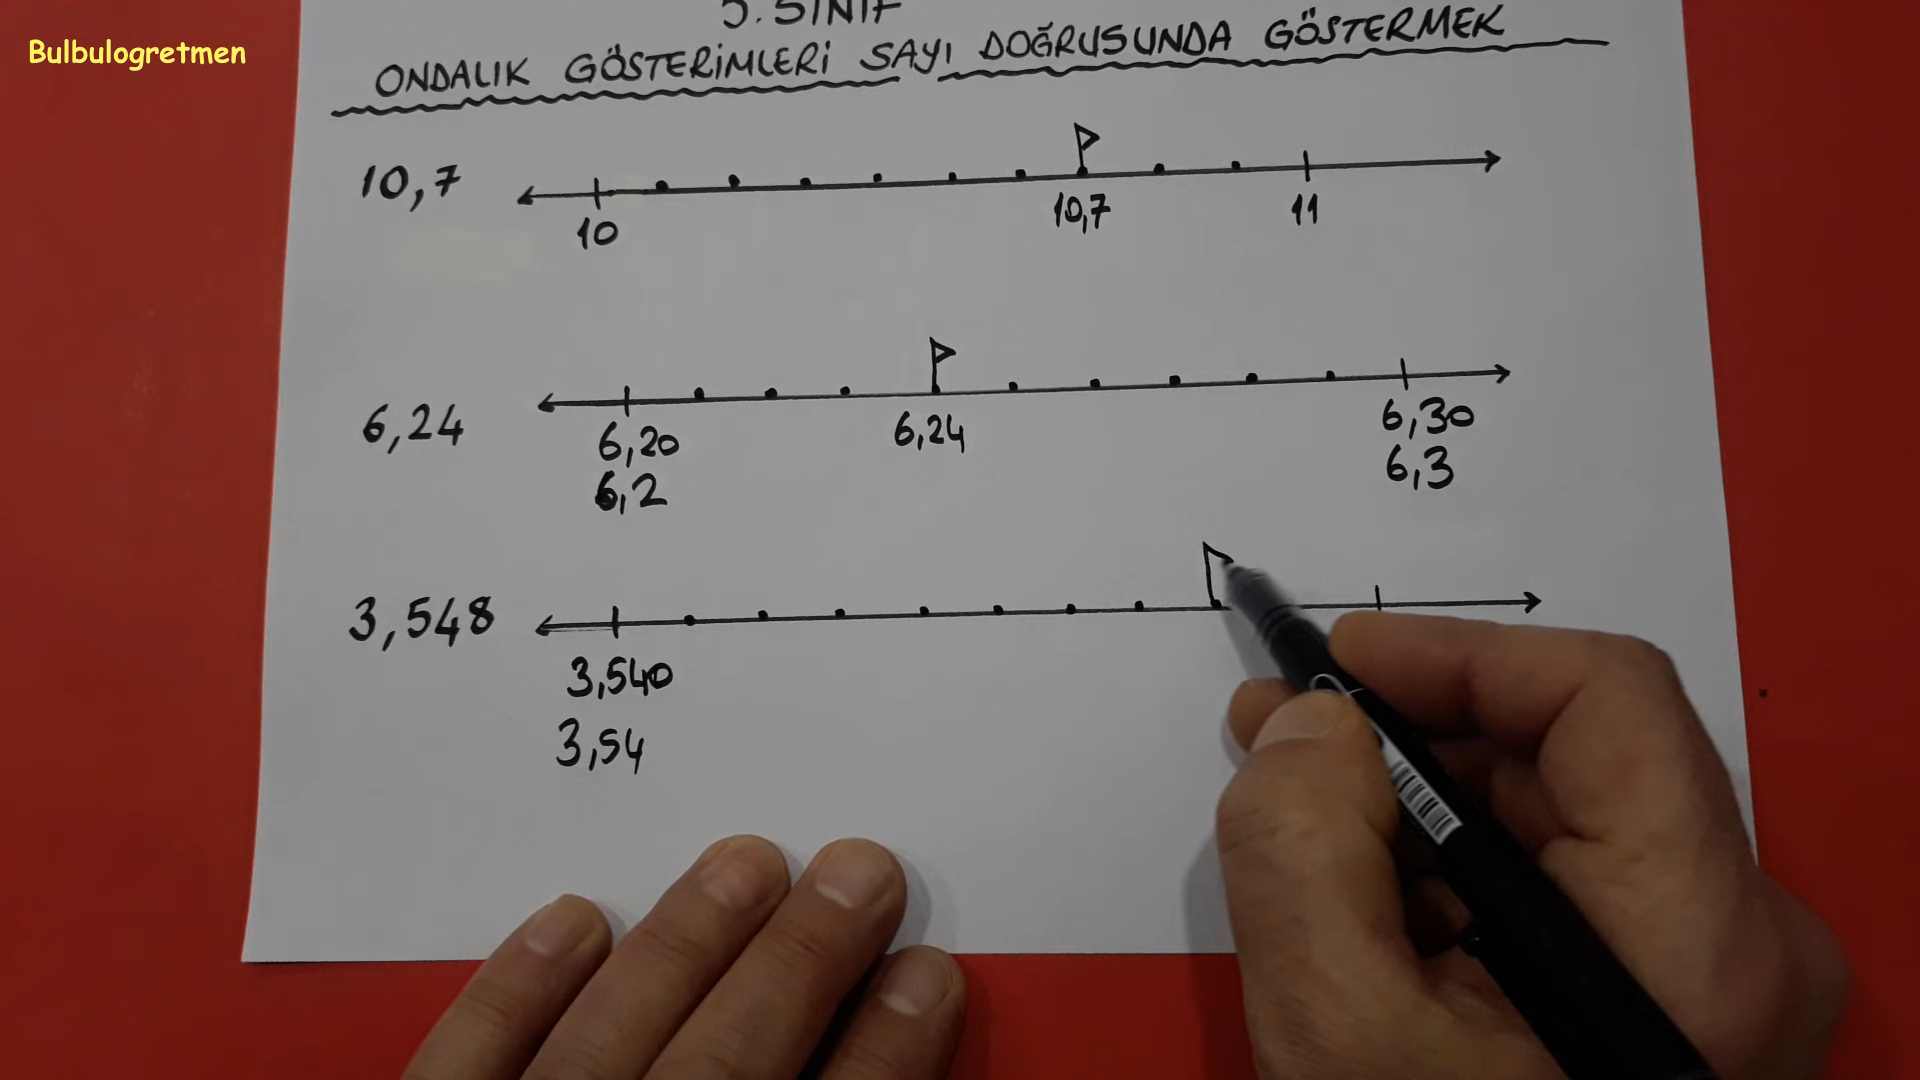 Bulbulogretmen
5. SINIF
ONDALIK GÖSTERİMLERİ SAYI DOĞRUSUNDA GÖSTERMEK
10,7
10 10,7 11
6,24
6,20 6,24 6,30
6,2 6,3
3,548
3,540
3,54